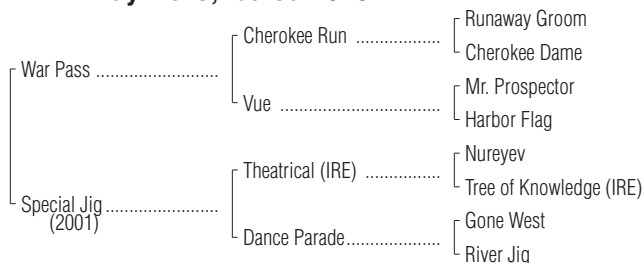 Runaway Groom
Cherokee Run ....................
Cherokee Dame
War Pass .............................
Mr. Prospector
Vue ......................................
Harbor Flag
Nureyev
Theatrical (IRE) ..................
Tree of Knowledge (IRE)
Special Jig ...........................
(2001)
Gone West
Dance Parade......................
River Jig